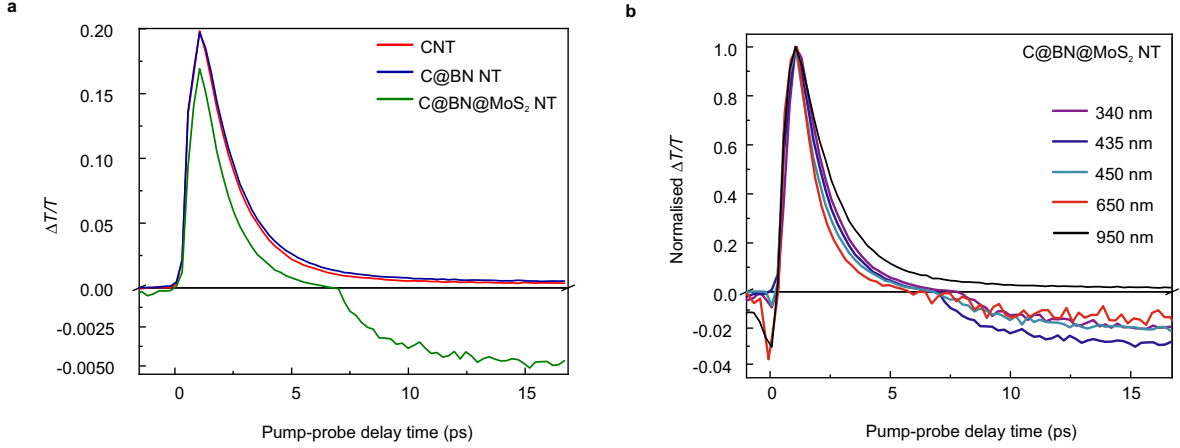 a
ΔT/T
0.20
0.15
0.10
0.05
0.00
-0.0025
-0.0050
0
5
10
15
Pump-probe delay time (ps)
CNT
C@BN NT
C@BN@MoS₂ NT
b
Normalised ΔT/T
1.0
0.8
0.6
0.4
0.2
0.0
-0.02
-0.04
0
5
10
15
Pump-probe delay time (ps)
C@BN@MoS₂ NT
340 nm
435 nm
450 nm
650 nm
950 nm